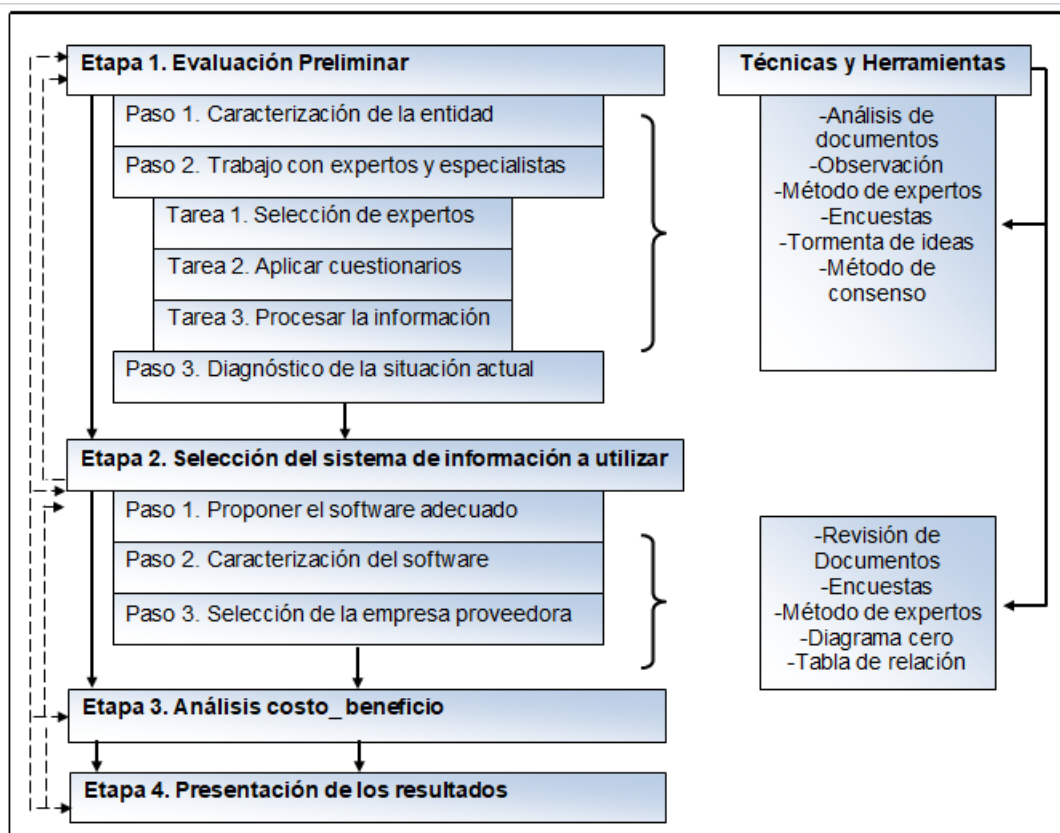 Etapa 1. Evaluación Preliminar
Paso 1. Caracterización de la entidad
Paso 2. Trabajo con expertos y especialistas
Tarea 1. Selección de expertos
Tarea 2. Aplicar cuestionarios
Tarea 3. Procesar la información
Paso 3. Diagnóstico de la situación actual
Etapa 2. Selección del sistema de información a utilizar
Paso 1. Proponer el software adecuado
Paso 2. Caracterización del software
Paso 3. Selección de la empresa proveedora
Etapa 3. Análisis costo_ beneficio
Etapa 4. Presentación de los resultados
Técnicas y Herramientas
-Análisis de
documentos
-Observación
-Método de expertos
-Encuestas
-Tormenta de ideas
-Método de
consenso
-Revisión de
Documentos
-Encuestas
-Método de expertos
-Diagrama cero
-Tabla de relación